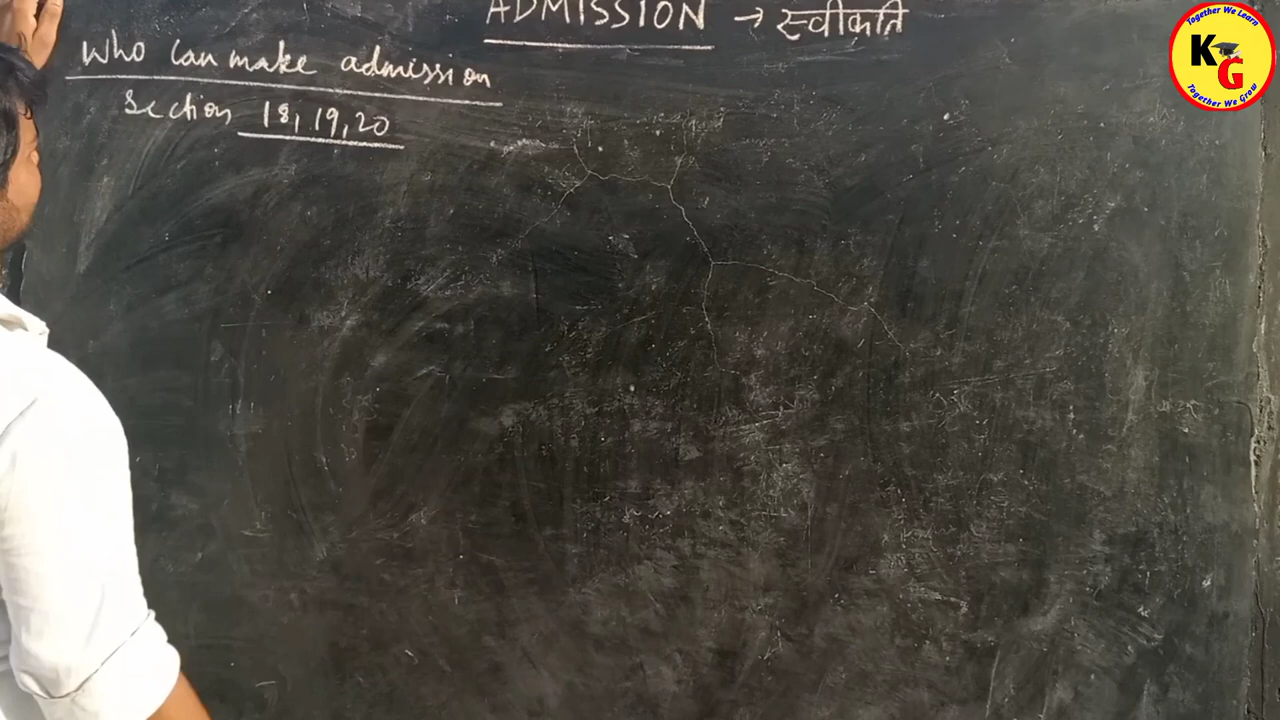 ADMISSION → स्वीकृति
Who can make admission
Section 18, 19, 20
Together We Learn
KG
Together We Grow